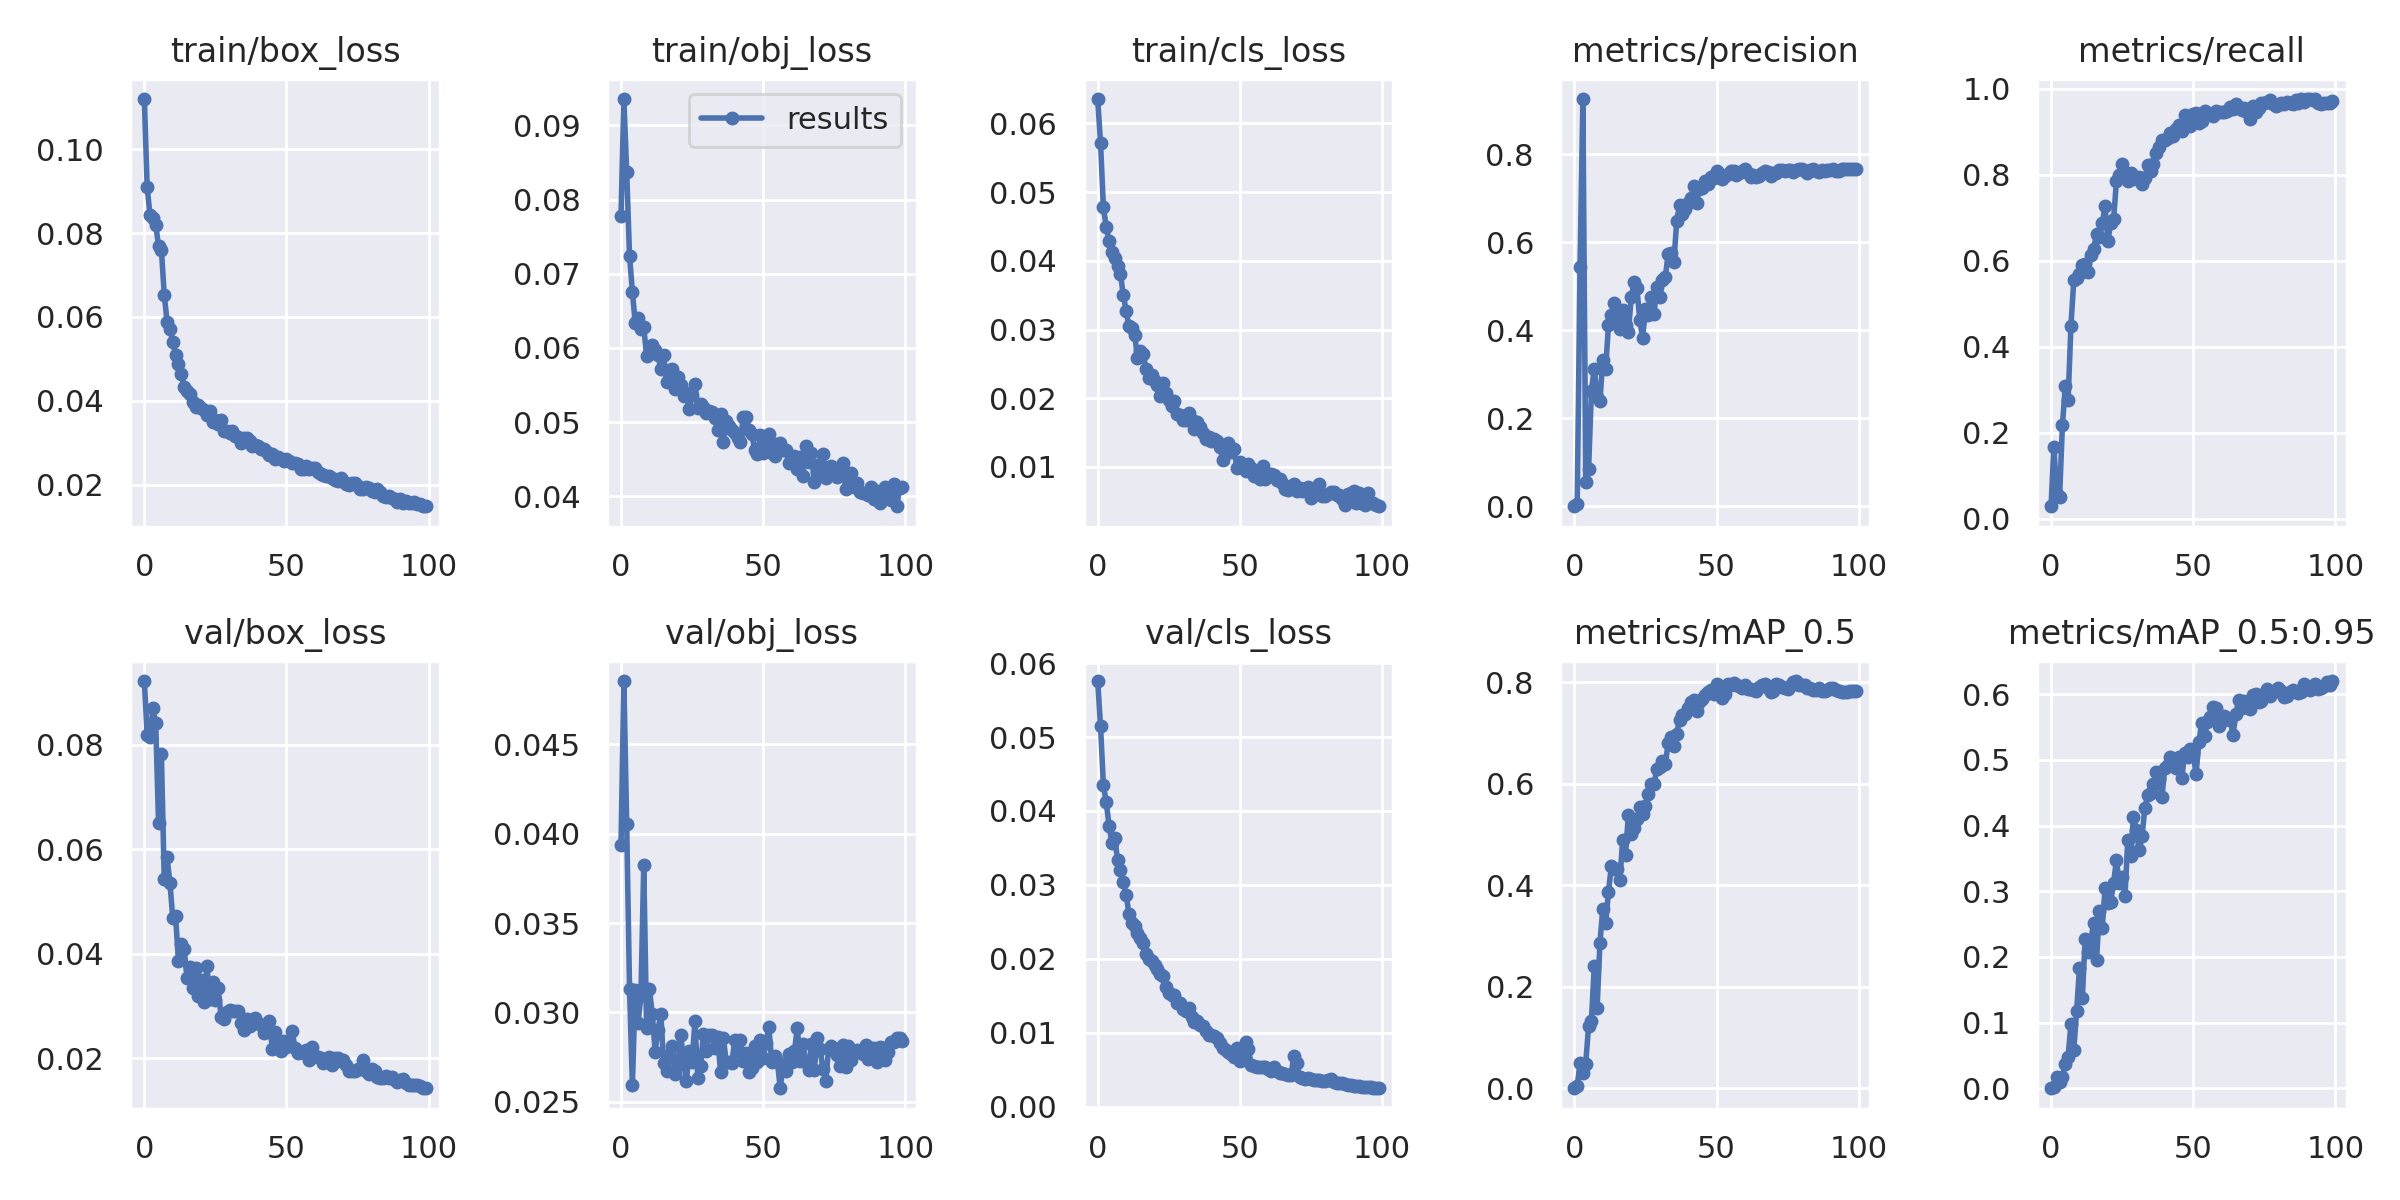 train/box_loss
0.10
0.08
0.06
0.04
0.02
0 50 100
train/obj_loss
results
0.09
0.08
0.07
0.06
0.05
0.04
0 50 100
train/cls_loss
0.06
0.05
0.04
0.03
0.02
0.01
0 50 100
metrics/precision
0.8
0.6
0.4
0.2
0.0
0 50 100
metrics/recall
1.0
0.8
0.6
0.4
0.2
0.0
0 50 100
val/box_loss
0.08
0.06
0.04
0.02
0 50 100
val/obj_loss
0.045
0.040
0.035
0.030
0.025
0 50 100
val/cls_loss
0.06
0.05
0.04
0.03
0.02
0.01
0.00
0 50 100
metrics/mAP_0.5
0.8
0.6
0.4
0.2
0.0
0 50 100
metrics/mAP_0.5:0.95
0.6
0.5
0.4
0.3
0.2
0.1
0.0
0 50 100